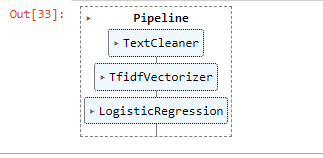 Out[33]:
▸ Pipeline
▸ TextCleaner
▸ TfidfVectorizer
▸ LogisticRegression